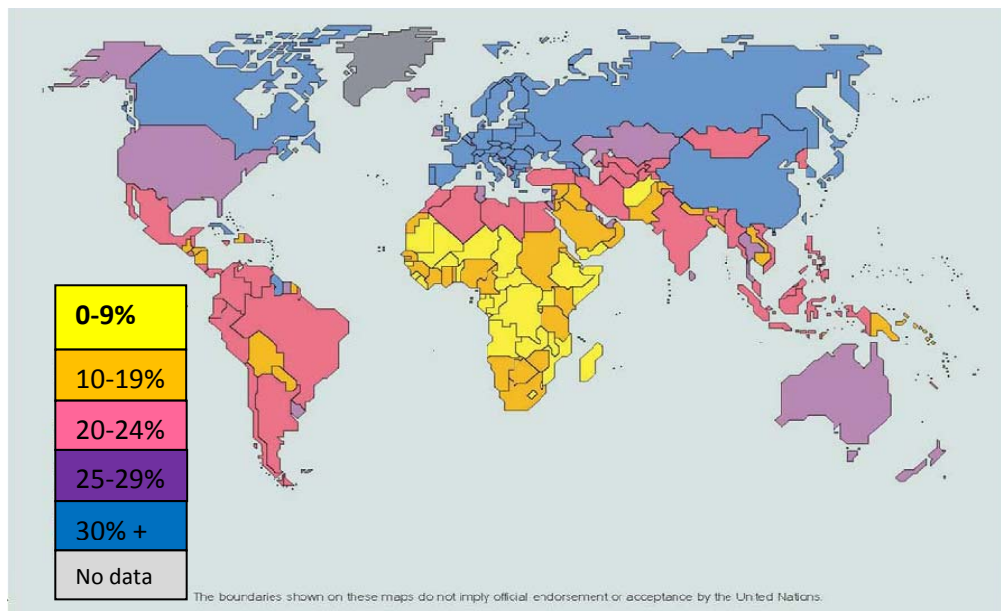 0-9%
10-19%
20-24%
25-29%
30% +
No data
The boundaries shown on these maps do not imply official endorsement or acceptance by the United Nations.